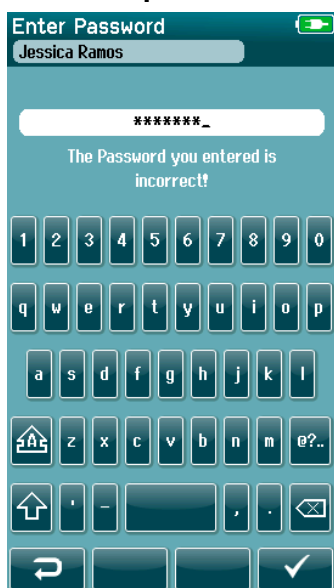 Enter Password
Jessica Ramos
*******_
The Password you entered is
incorrect!
1 2 3 4 5 6 7 8 9 0
q w e r t y u i o p
a s d f g h j k l
A z x c v b n m @?..
' - , .